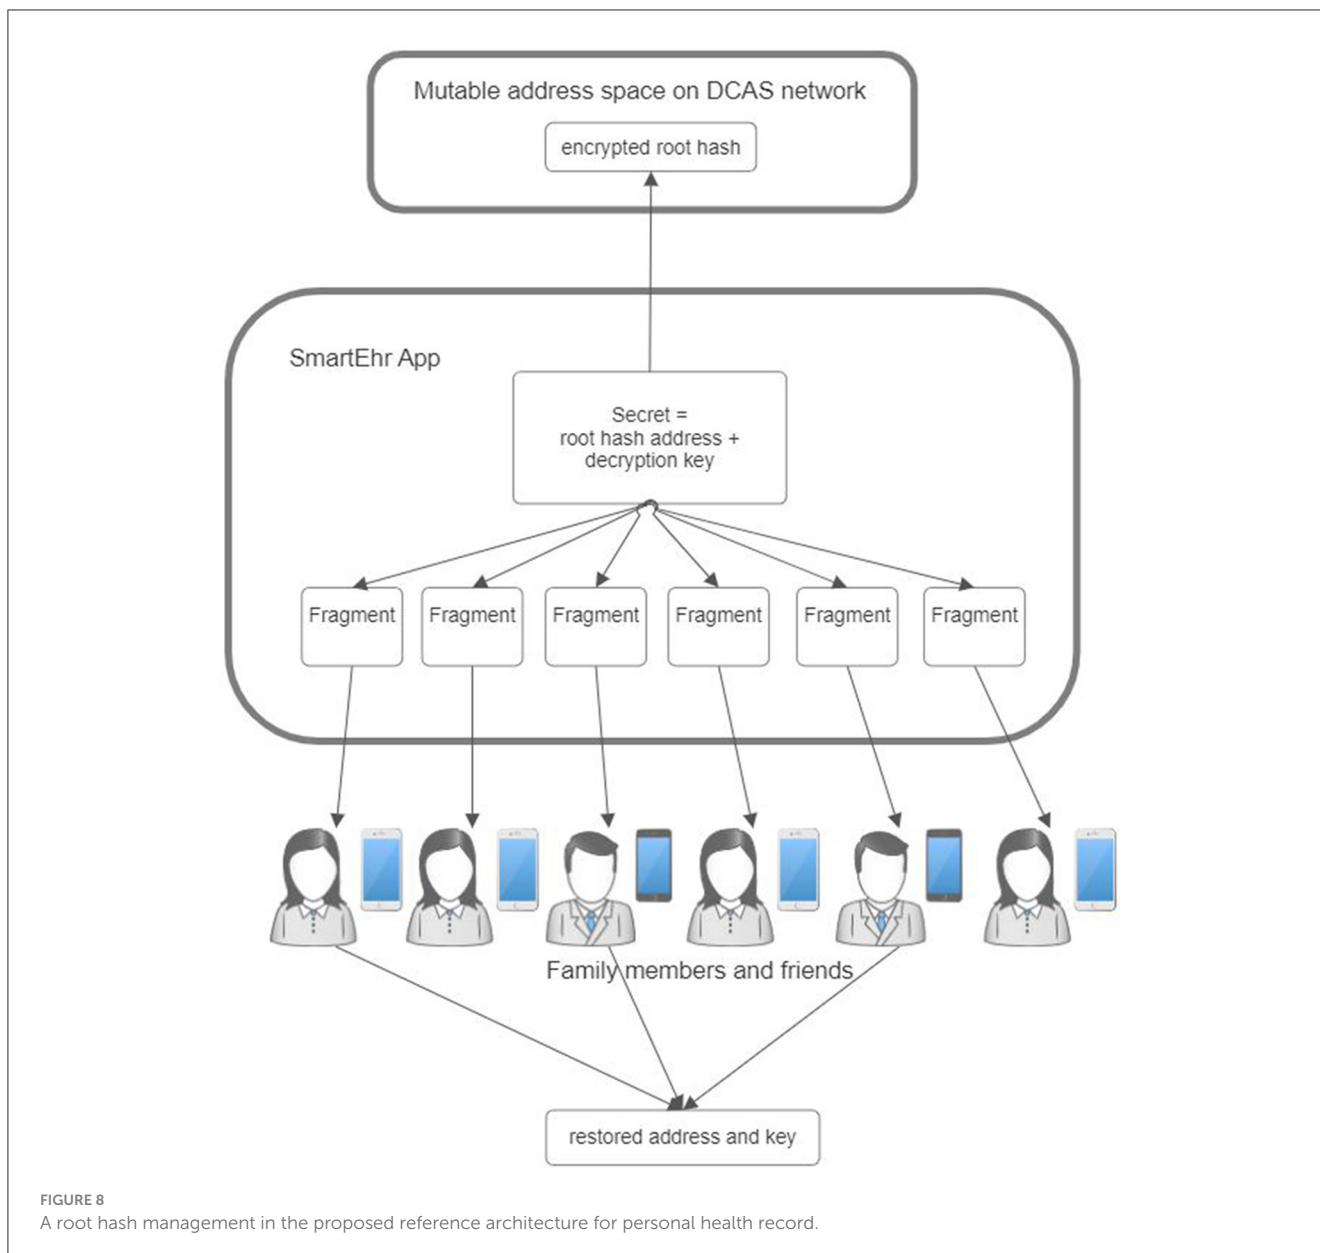 Mutable address space on DCAS network
encrypted root hash
SmartEhr App
Secret =
root hash address +
decryption key
Fragment
Fragment
Fragment
Fragment
Fragment
Fragment
Family members and friends
restored address and key
FIGURE 8
A root hash management in the proposed reference architecture for personal health record.